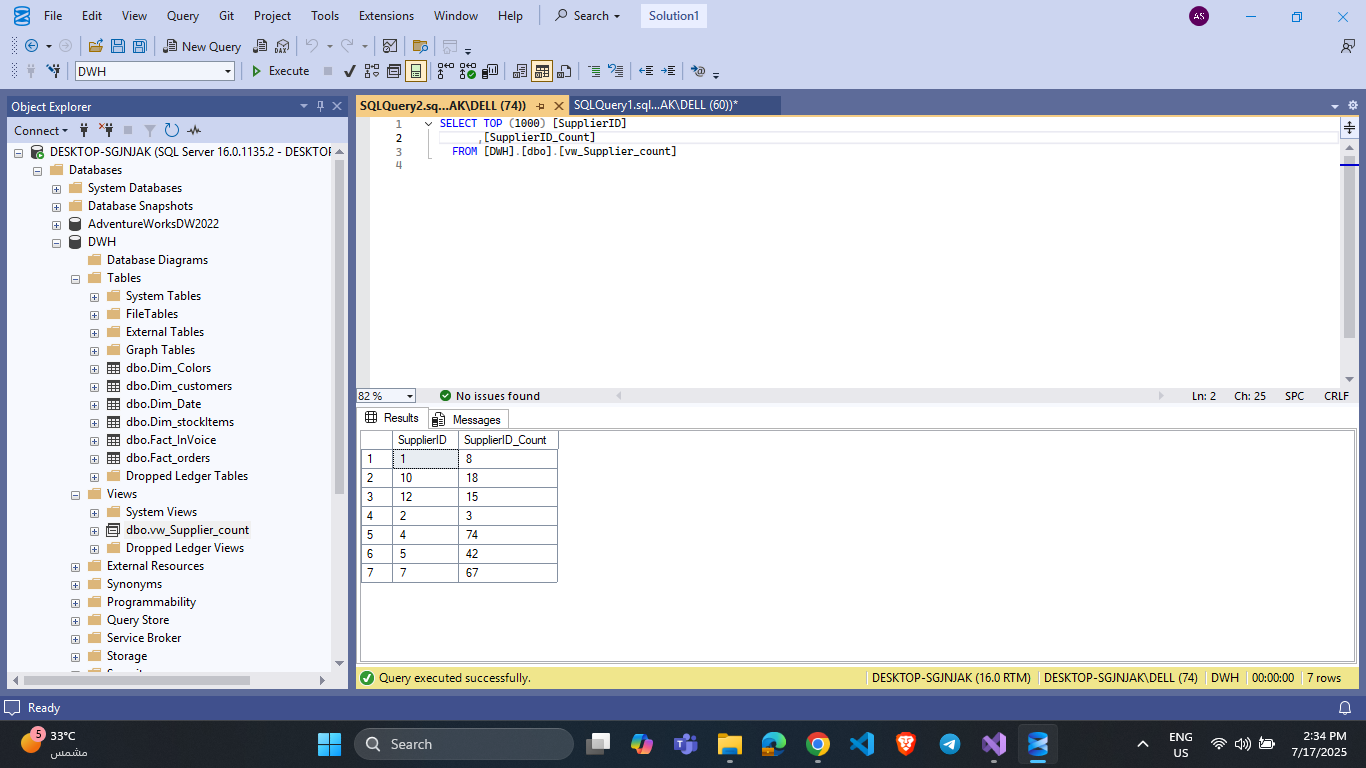 File Edit View Query Git Project Tools Extensions Window Help Search Solution1 AS
New Query DAX
DWH Execute
Object Explorer
Connect
DESKTOP-SGJNJAK (SQL Server 16.0.1135.2 - DESKTOP
Databases
System Databases
Database Snapshots
AdventureWorksDW2022
DWH
Database Diagrams
Tables
System Tables
FileTables
External Tables
Graph Tables
dbo.Dim_Colors
dbo.Dim_customers
dbo.Dim_Date
dbo.Dim_stockItems
dbo.Fact_InVoice
dbo.Fact_orders
Dropped Ledger Tables
Views
System Views
dbo.vw_Supplier_count
Dropped Ledger Views
External Resources
Synonyms
Programmability
Query Store
Service Broker
Storage
SQLQuery2.sq...AK\DELL (74)) SQLQuery1.sql...AK\DELL (60))*
1 SELECT TOP (1000) [SupplierID]
2 ,[SupplierID_Count]
3 FROM [DWH].[dbo].[vw_Supplier_count]
4
82 % No issues found Ln: 2 Ch: 25 SPC CRLF
Results Messages
SupplierID SupplierID_Count
1 1 8
2 10 18
3 12 15
4 2 3
5 4 74
6 5 42
7 7 67
Query executed successfully. DESKTOP-SGJNJAK (16.0 RTM) DESKTOP-SGJNJAK\DELL (74) DWH 00:00:00 7 rows
Ready
5 33°C
مشمس
Search
ENG
US
2:34 PM
7/17/2025